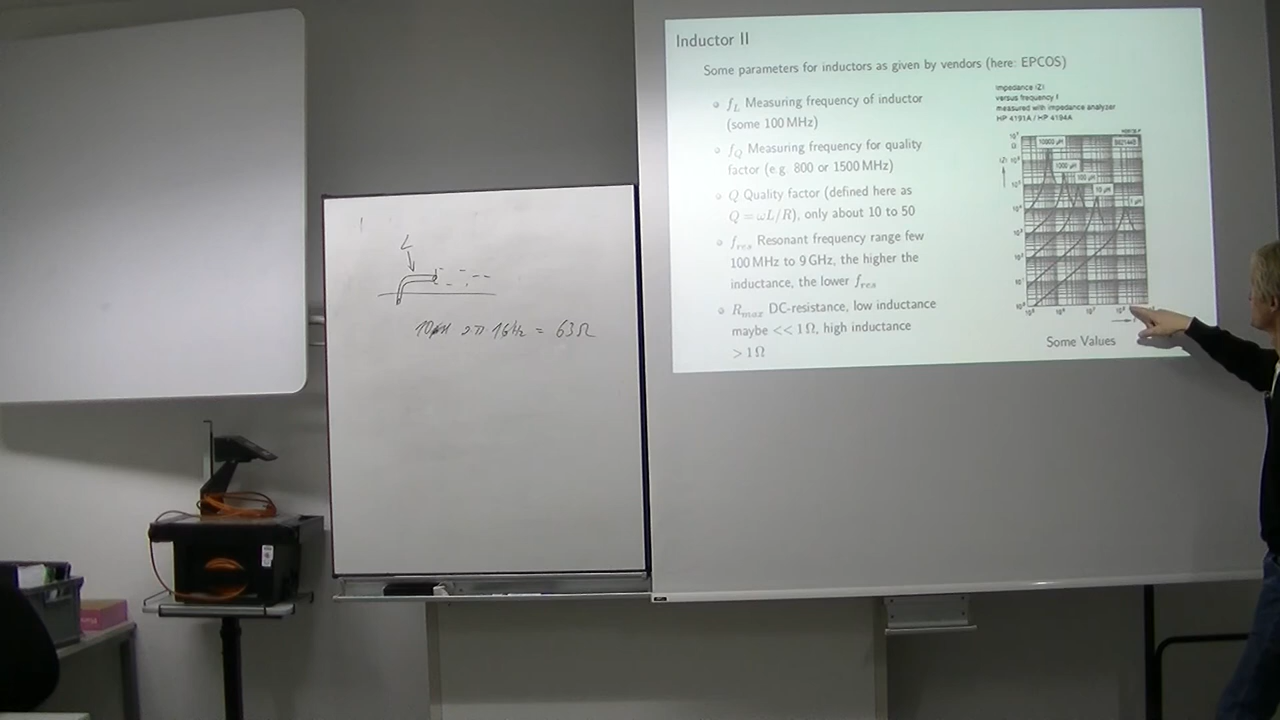 L
10µH 2π 1GHz = 63Ω
Inductor II
Some parameters for inductors as given by vendors (here: EPCOS)
f_L Measuring frequency of inductor
(some 100 MHz)
f_Q Measuring frequency for quality
factor (e.g. 800 or 1500 MHz)
Q Quality factor (defined here as
Q = ωL/R), only about 10 to 50
f_res Resonant frequency range few
100 MHz to 9 GHz, the higher the
inductance, the lower f_res
R_max DC-resistance, low inductance
maybe << 1 Ω, high inductance
> 1 Ω
Impedance |Z|
versus frequency f
measured with impedance analyzer
HP 4191A / HP 4194A
10000 µH
1000 µH
100 µH
10 µH
1 µH
|Z|
Some Values